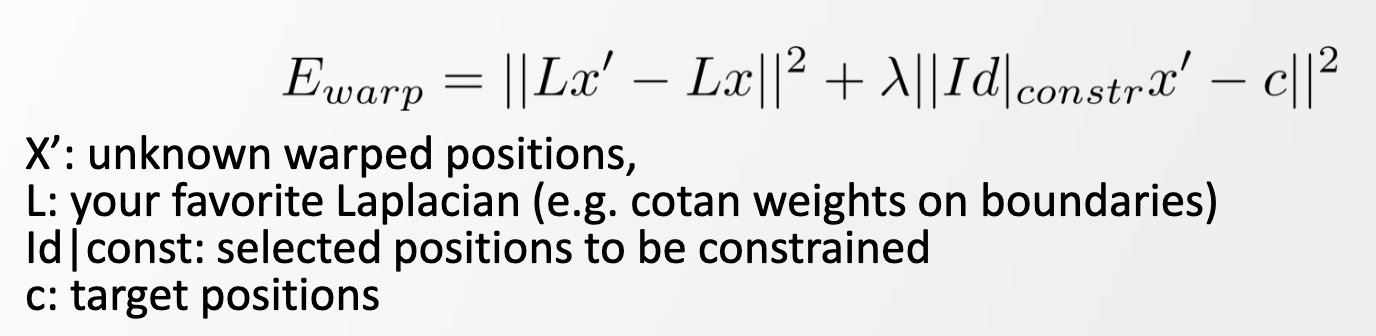 E_{warp} = ||Lx' − Lx||² + λ||Id|_{constr}x' − c||²
X’: unknown warped positions,
L: your favorite Laplacian (e.g. cotan weights on boundaries)
Id|const: selected positions to be constrained
c: target positions